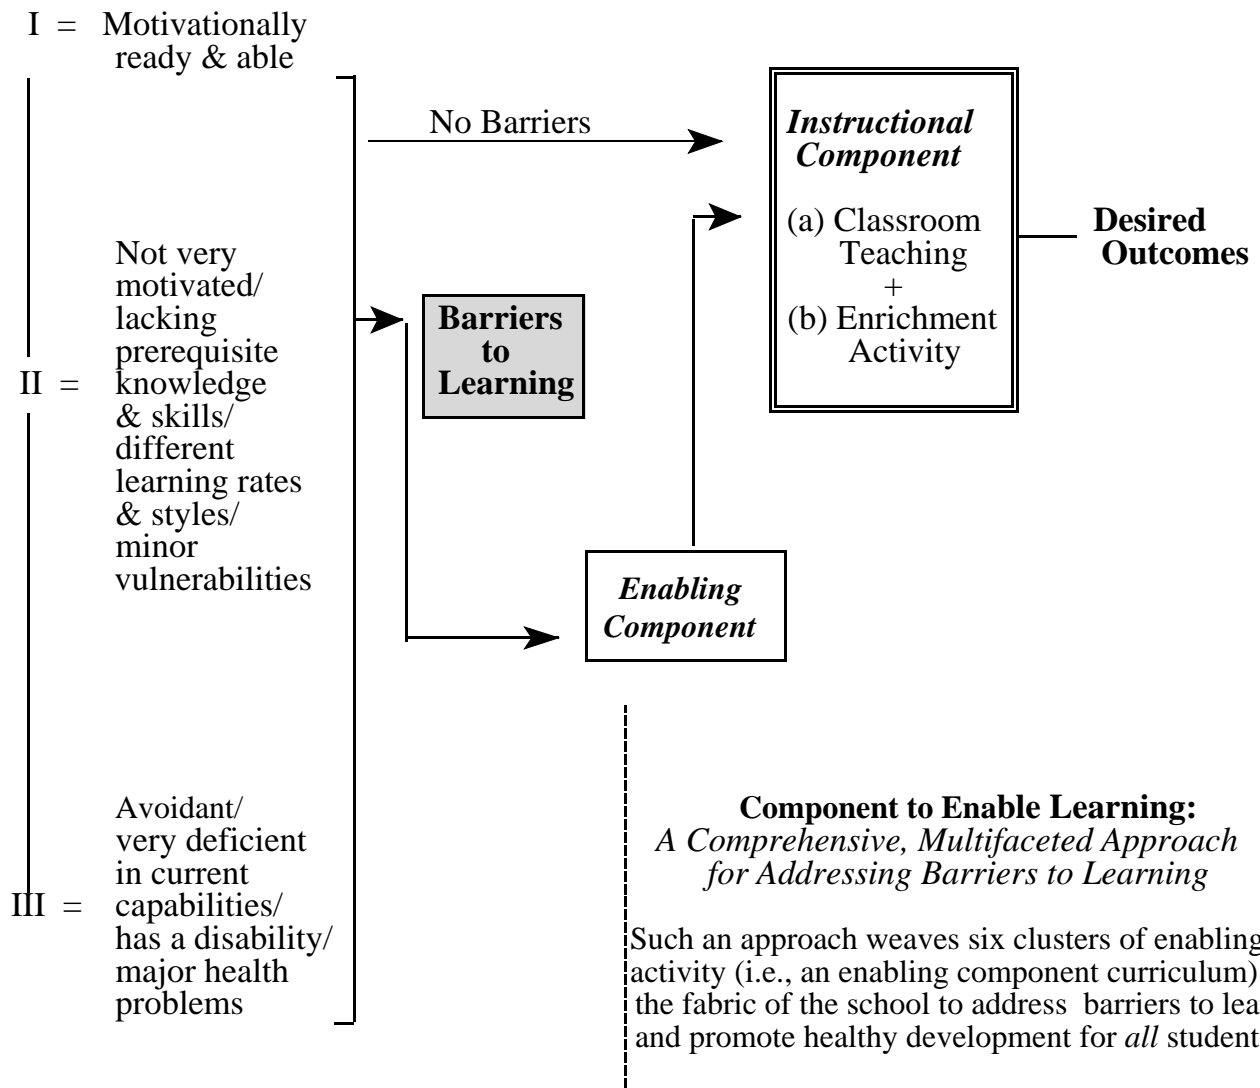 I = Motivationally
ready & able
No Barriers
Instructional
Component
(a) Classroom
Teaching
+
(b) Enrichment
Activity
Desired
Outcomes
Not very
motivated/
lacking
prerequisite
II = knowledge
& skills/
different
learning rates
& styles/
minor
vulnerabilities
Barriers
to
Learning
Enabling
Component
Avoidant/
very deficient
in current
III = capabilities/
has a disability/
major health
problems
Component to Enable Learning:
A Comprehensive, Multifaceted Approach
for Addressing Barriers to Learning
Such an approach weaves six clusters of enabling
activity (i.e., an enabling component curriculum)
the fabric of the school to address barriers to lea
and promote healthy development for all student